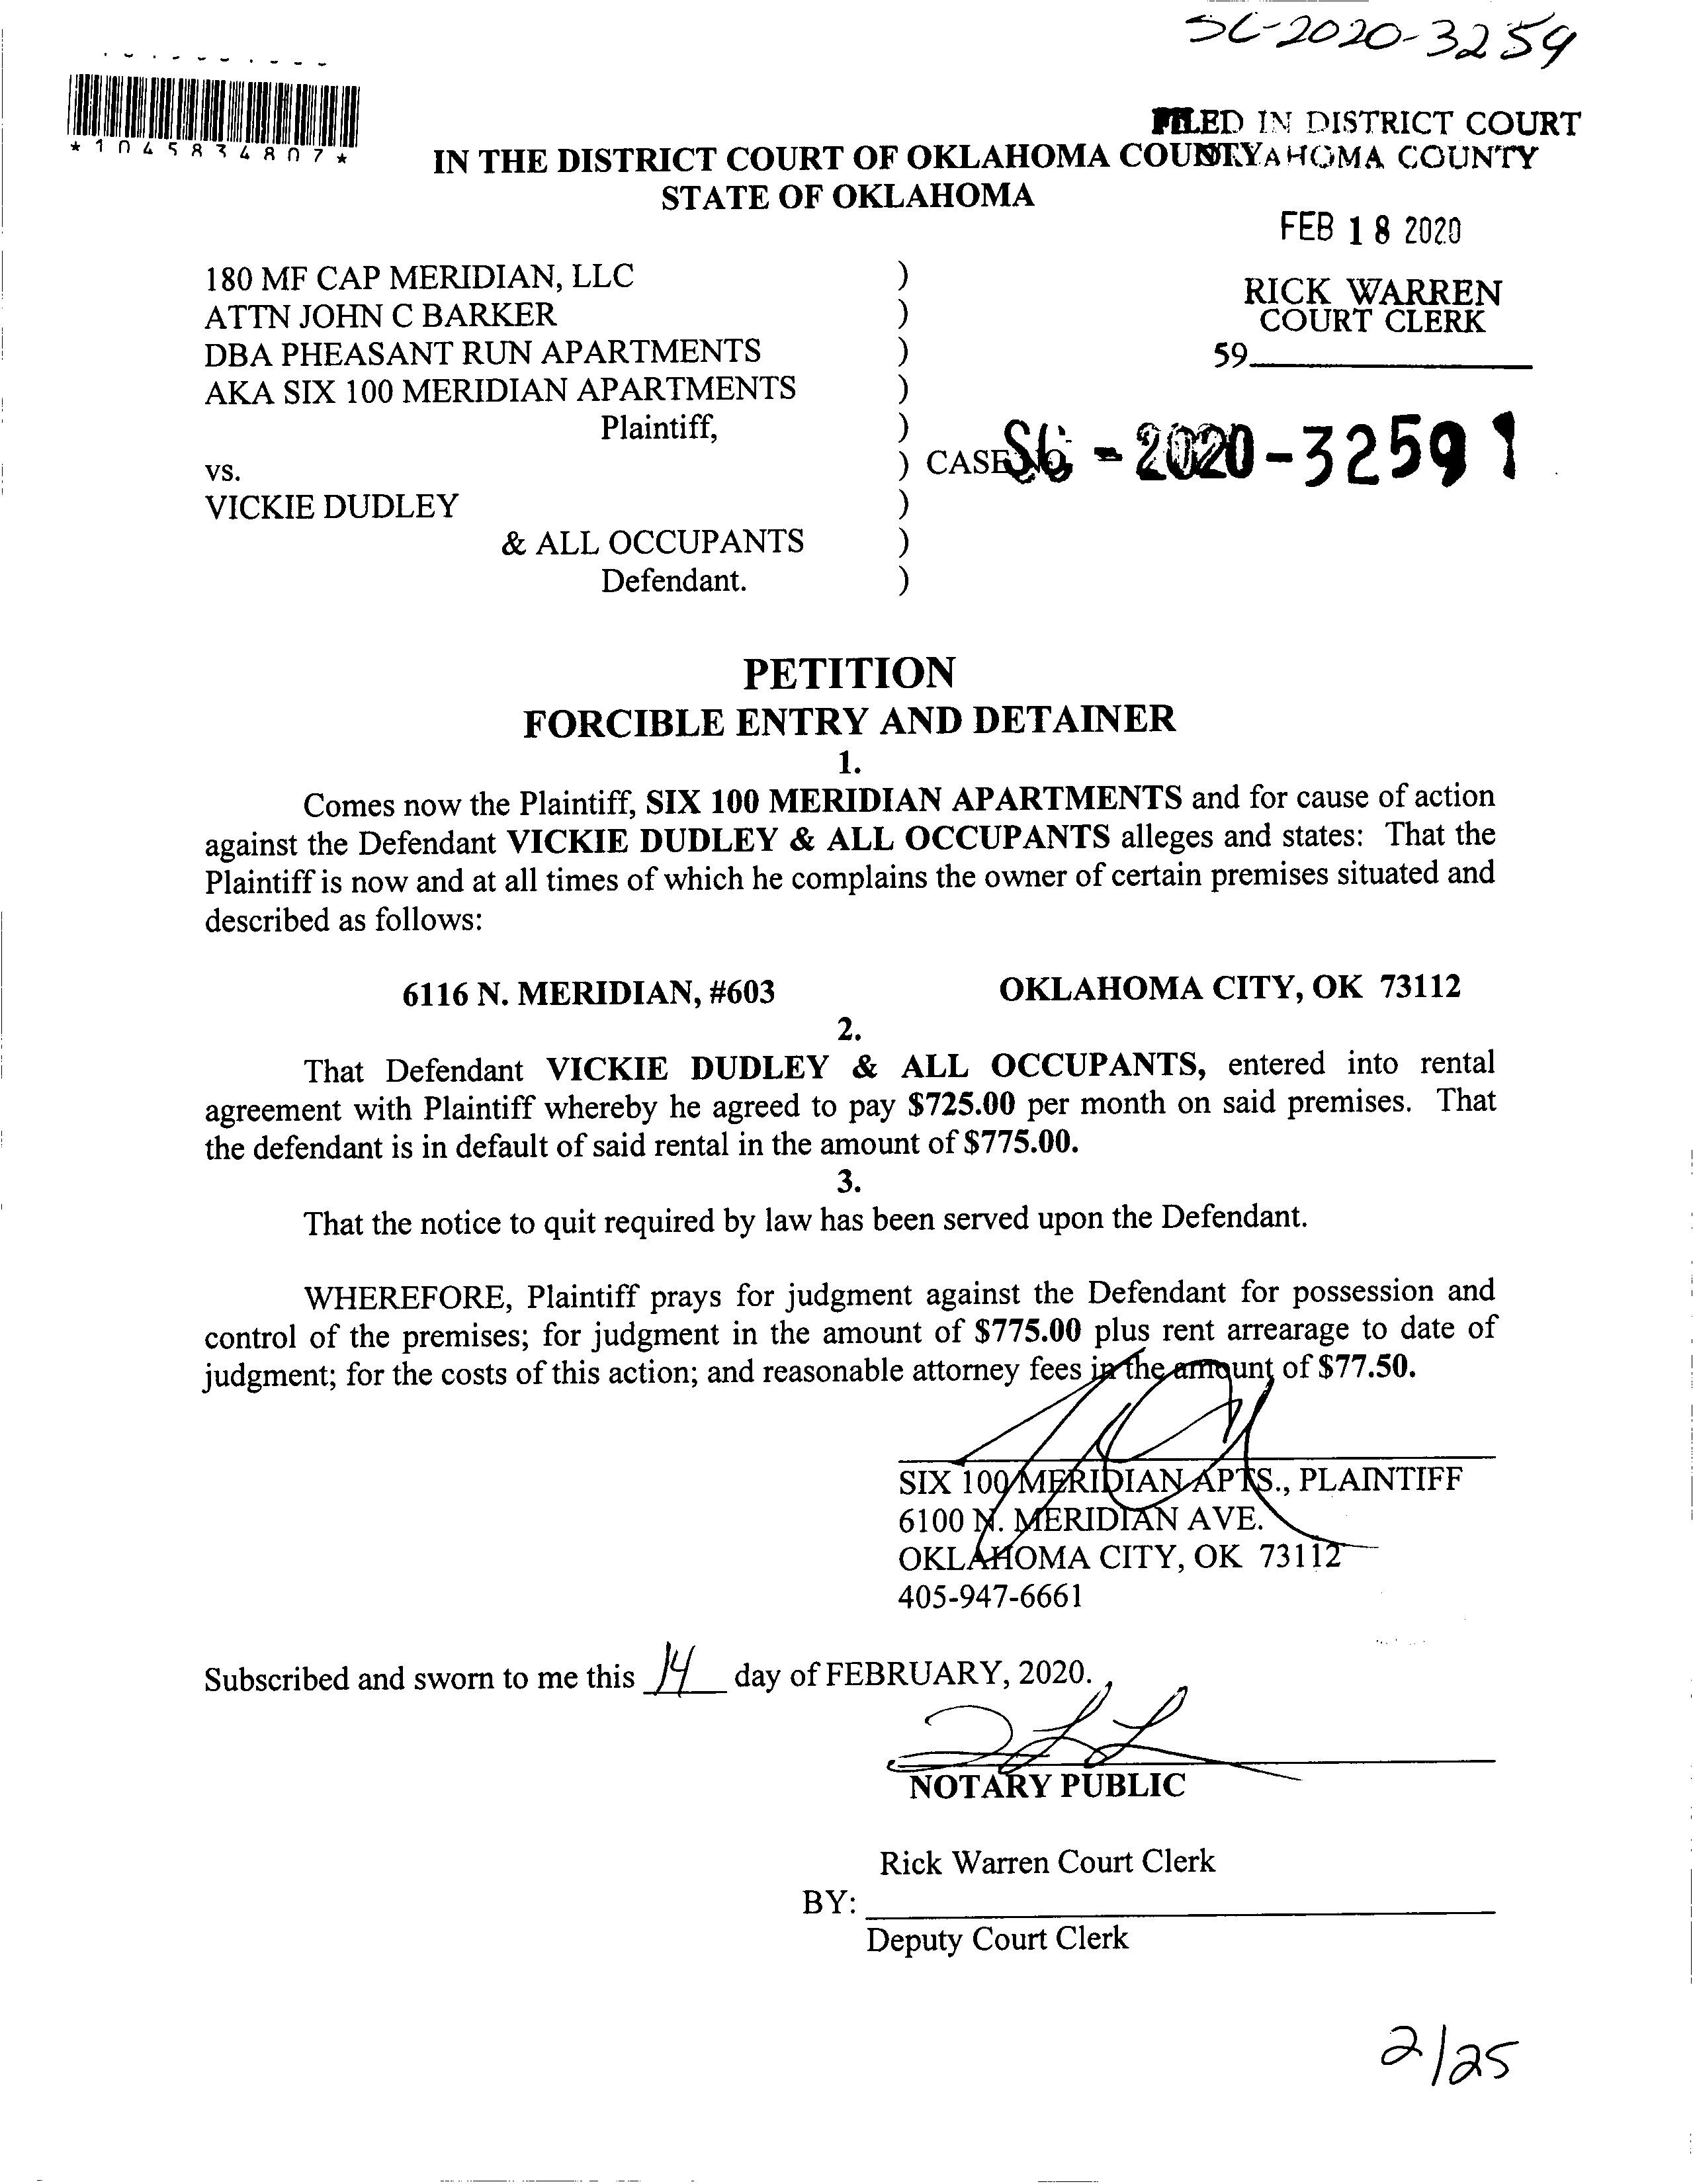 SC-2020-3259
*1045834807*
FILED IN DISTRICT COURT
IN THE DISTRICT COURT OF OKLAHOMA COUNTY
OKLAHOMA COUNTY
STATE OF OKLAHOMA
FEB 18 2020
180 MF CAP MERIDIAN, LLC )
RICK WARREN
ATTN JOHN C BARKER )
COURT CLERK
DBA PHEASANT RUN APARTMENTS )
59
AKA SIX 100 MERIDIAN APARTMENTS )
Plaintiff, )
vs. ) CASE NO. SC - 2020-3259 1
VICKIE DUDLEY )
& ALL OCCUPANTS )
Defendant. )
PETITION
FORCIBLE ENTRY AND DETAINER
1.
Comes now the Plaintiff, SIX 100 MERIDIAN APARTMENTS and for cause of action
against the Defendant VICKIE DUDLEY & ALL OCCUPANTS alleges and states: That the
Plaintiff is now and at all times of which he complains the owner of certain premises situated and
described as follows:
6116 N. MERIDIAN, #603 OKLAHOMA CITY, OK 73112
2.
That Defendant VICKIE DUDLEY & ALL OCCUPANTS, entered into rental
agreement with Plaintiff whereby he agreed to pay $725.00 per month on said premises. That
the defendant is in default of said rental in the amount of $775.00.
3.
That the notice to quit required by law has been served upon the Defendant.
WHEREFORE, Plaintiff prays for judgment against the Defendant for possession and
control of the premises; for judgment in the amount of $775.00 plus rent arrearage to date of
judgment; for the costs of this action; and reasonable attorney fees in the amount of $77.50.
SIX 100 MERIDIAN APTS., PLAINTIFF
6100 N. MERIDIAN AVE.
OKLAHOMA CITY, OK 73112
405-947-6661
Subscribed and sworn to me this 14 day of FEBRUARY, 2020.
NOTARY PUBLIC
Rick Warren Court Clerk
BY:
Deputy Court Clerk
2/25